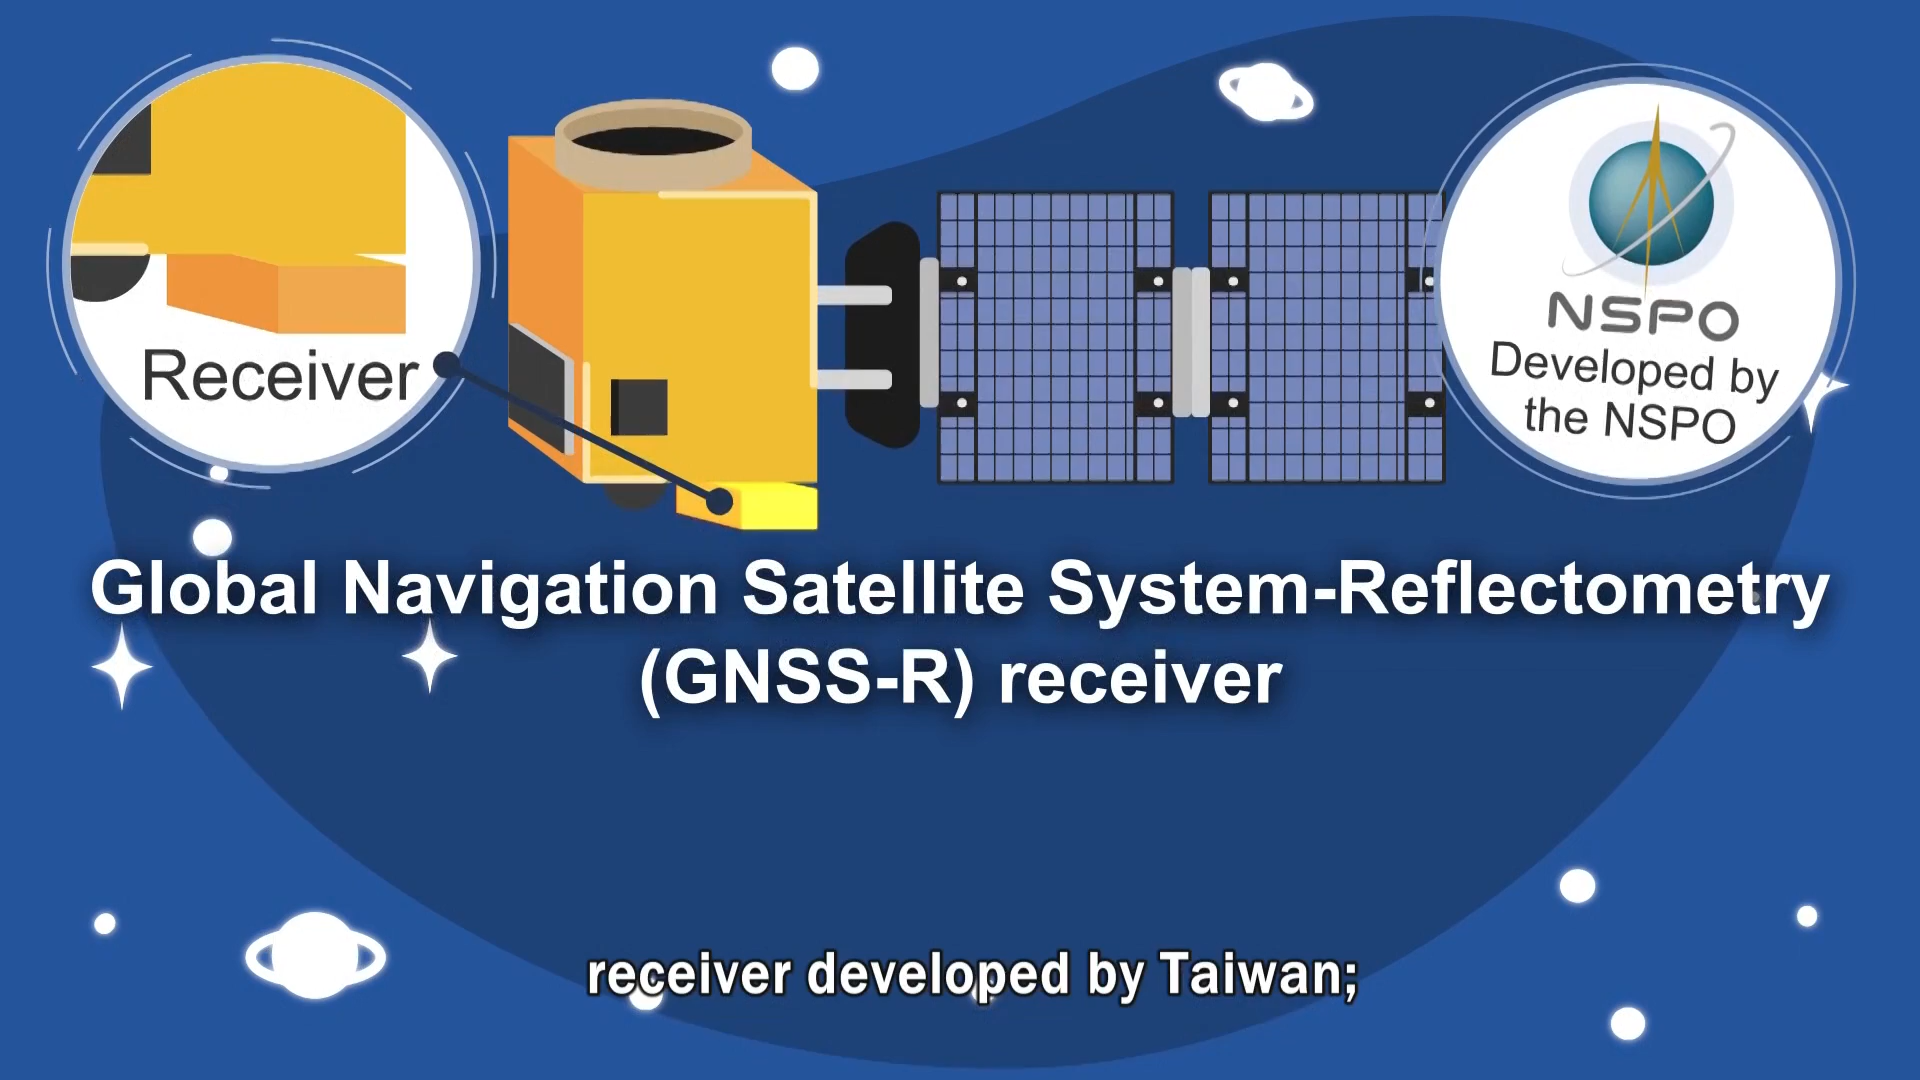 Receiver
NSPO
Developed by
the NSPO
Global Navigation Satellite System-Reflectometry
(GNSS-R) receiver
receiver developed by Taiwan;